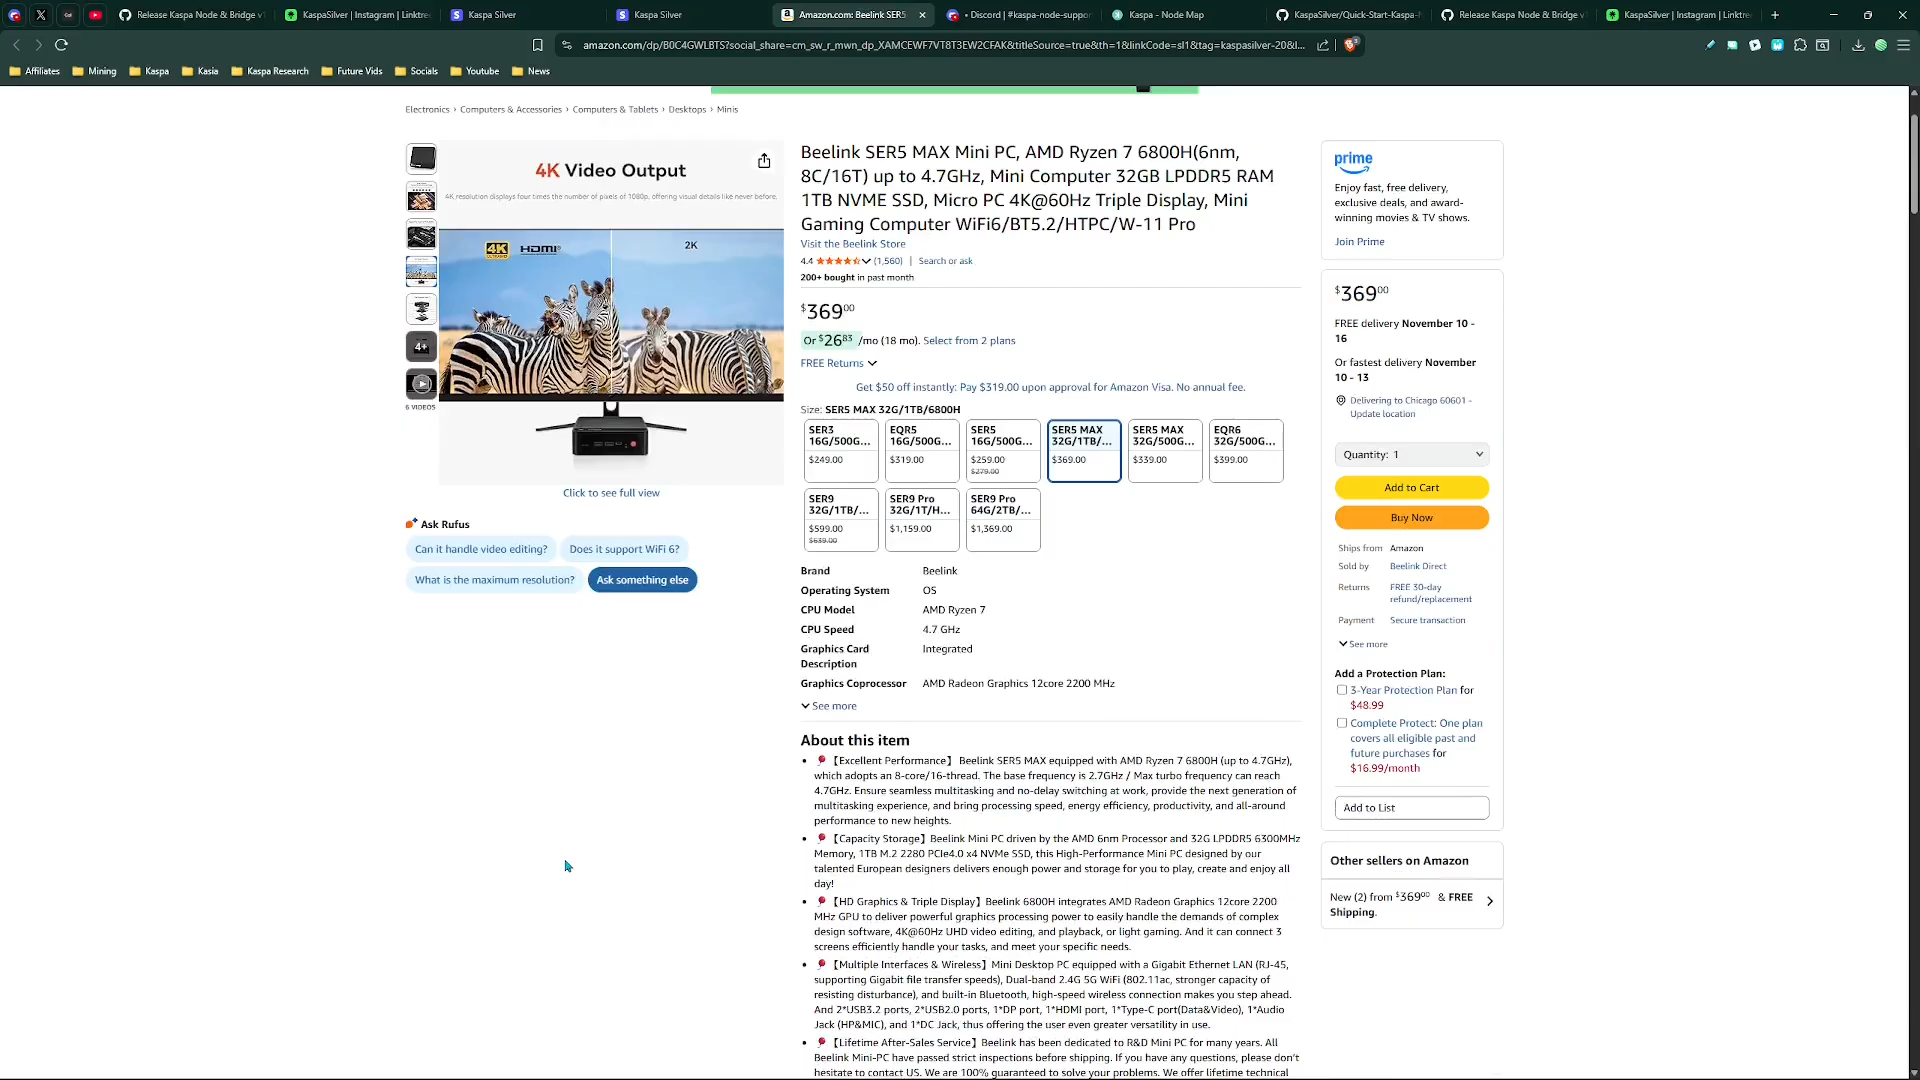 Release Kaspa Node & Bridge v
KaspaSilver | Instagram | Linktree
Kaspa Silver
Kaspa Silver
Amazon.com: Beelink SER5
• Discord | #kaspa-node-suppor
Kaspa - Node Map
KaspaSilver/Quick-Start-Kaspa-
Release Kaspa Node & Bridge v
KaspaSilver | Instagram | Linktree
amazon.com/dp/B0C4GWLBTS?social_share=cm_sw_r_mwn_dp_XAMCEWF7VT8T3EW2CFAK&titleSource=true&th=1&linkCode=sl1&tag=kaspasilver-20&l...
Affiliates
Mining
Kaspa
Kasia
Kaspa Research
Future Vids
Socials
Youtube
News
Electronics › Computers & Accessories › Computers & Tablets › Desktops › Minis
4K Video Output
4K resolution displays four times the number of pixels of 1080p, offering visual details like never before.
4K ULTRA HD HDMI
2K
4+
6 VIDEOS
Click to see full view
Ask Rufus
Can it handle video editing?
Does it support WiFi 6?
What is the maximum resolution?
Ask something else
Beelink SER5 MAX Mini PC, AMD Ryzen 7 6800H(6nm,
8C/16T) up to 4.7GHz, Mini Computer 32GB LPDDR5 RAM
1TB NVME SSD, Micro PC 4K@60Hz Triple Display, Mini
Gaming Computer WiFi6/BT5.2/HTPC/W-11 Pro
Visit the Beelink Store
4.4 (1,560) | Search or ask
200+ bought in past month
$369 00
Or $26 83 /mo (18 mo). Select from 2 plans
FREE Returns
Get $50 off instantly: Pay $319.00 upon approval for Amazon Visa. No annual fee.
Size: SER5 MAX 32G/1TB/6800H
SER3
16G/500G...
$249.00
EQR5
16G/500G...
$319.00
SER5
16G/500G...
$259.00
$279.00
SER5 MAX
32G/1TB/...
$369.00
SER5 MAX
32G/500G...
$339.00
EQR6
32G/500G...
$399.00
SER9
32G/1TB/...
$599.00
$639.00
SER9 Pro
32G/1T/H...
$1,159.00
SER9 Pro
64G/2TB/...
$1,369.00
Brand Beelink
Operating System OS
CPU Model AMD Ryzen 7
CPU Speed 4.7 GHz
Graphics Card Integrated
Description
Graphics Coprocessor AMD Radeon Graphics 12core 2200 MHz
See more
About this item
【Excellent Performance】 Beelink SER5 MAX equipped with AMD Ryzen 7 6800H (up to 4.7GHz),
which adopts an 8-core/16-thread. The base frequency is 2.7GHz / Max turbo frequency can reach
4.7GHz. Ensure seamless multitasking and no-delay switching at work, provide the next generation of
multitasking experience, and bring processing speed, energy efficiency, productivity, and all-around
performance to new heights.
【Capacity Storage】Beelink Mini PC driven by the AMD 6nm Processor and 32G LPDDR5 6300MHz
Memory, 1TB M.2 2280 PCIe4.0 x4 NVMe SSD, this High-Performance Mini PC designed by our
talented European designers delivers enough power and storage for you to play, create and enjoy all
day!
【HD Graphics & Triple Display】Beelink 6800H integrates AMD Radeon Graphics 12core 2200
MHz GPU to deliver powerful graphics processing power to easily handle the demands of complex
design software, 4K@60Hz UHD video editing, and playback, or light gaming. And it can connect 3
screens efficiently handle your tasks, and meet your specific needs.
【Multiple Interfaces & Wireless】Mini Desktop PC equipped with a Gigabit Ethernet LAN (RJ-45,
supporting Gigabit file transfer speeds), Dual-band 2.4G 5G WiFi (802.11ac, stronger capacity of
resisting disturbance), and built-in Bluetooth, high-speed wireless connection makes you step ahead.
And 2*USB3.2 ports, 2*USB2.0 ports, 1*DP port, 1*HDMI port, 1*Type-C port(Data&Video), 1*Audio
Jack (HP&MIC), and 1*DC Jack, thus offering the user even greater versatility in use.
【Lifetime After-Sales Service】Beelink has been dedicated to R&D Mini PC for many years. All
Beelink Mini-PC have passed strict inspections before shipping. If you have any questions, please don't
hesitate to contact US. We are 100% guaranteed to solve your problems. We offer lifetime technical
prime
Enjoy fast, free delivery,
exclusive deals, and award-
winning movies & TV shows.
Join Prime
$369 00
FREE delivery November 10 -
16
Or fastest delivery November
10 - 13
Delivering to Chicago 60601 -
Update location
Quantity: 1
Add to Cart
Buy Now
Ships from Amazon
Sold by Beelink Direct
Returns FREE 30-day
refund/replacement
Payment Secure transaction
See more
Add a Protection Plan:
3-Year Protection Plan for
$48.99
Complete Protect: One plan
covers all eligible past and
future purchases for
$16.99/month
Add to List
Other sellers on Amazon
New (2) from $369 00 & FREE
Shipping.